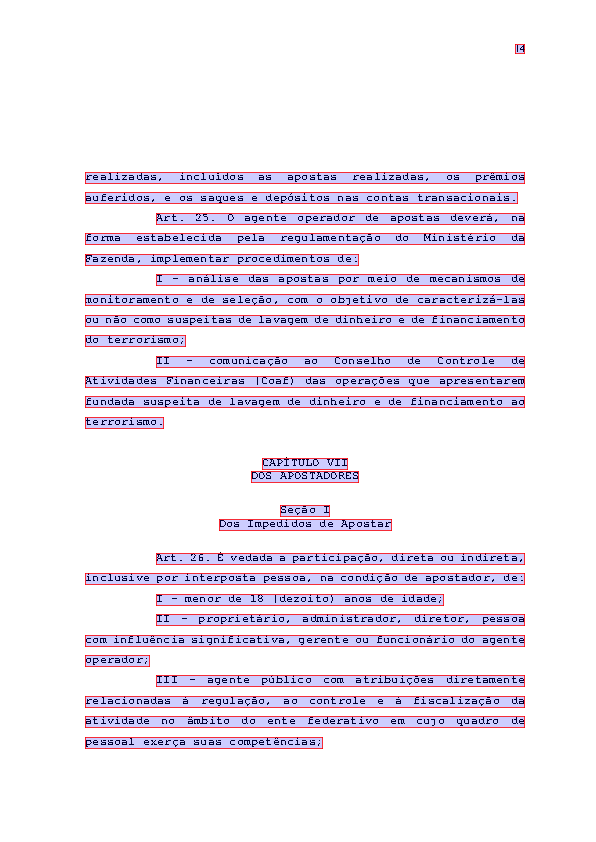 14
realizadas, incluídos as apostas realizadas, os prêmios
auferidos, e os saques e depósitos nas contas transacionais.
Art. 25. O agente operador de apostas deverá, na
forma estabelecida pela regulamentação do Ministério da
Fazenda, implementar procedimentos de:
I - análise das apostas por meio de mecanismos de
monitoramento e de seleção, com o objetivo de caracterizá-las
ou não como suspeitas de lavagem de dinheiro e de financiamento
do terrorismo;
II - comunicação ao Conselho de Controle de
Atividades Financeiras (Coaf) das operações que apresentarem
fundada suspeita de lavagem de dinheiro e de financiamento ao
terrorismo.
CAPÍTULO VII
DOS APOSTADORES
Seção I
Dos Impedidos de Apostar
Art. 26. É vedada a participação, direta ou indireta,
inclusive por interposta pessoa, na condição de apostador, de:
I - menor de 18 (dezoito) anos de idade;
II - proprietário, administrador, diretor, pessoa
com influência significativa, gerente ou funcionário do agente
operador;
III - agente público com atribuições diretamente
relacionadas à regulação, ao controle e à fiscalização da
atividade no âmbito do ente federativo em cujo quadro de
pessoal exerça suas competências;